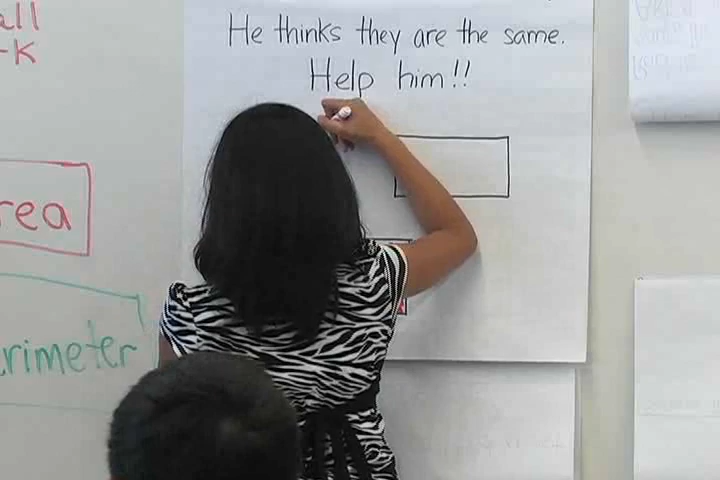 He thinks they are the same.
Help him!!
all
-K
rea
rimeter